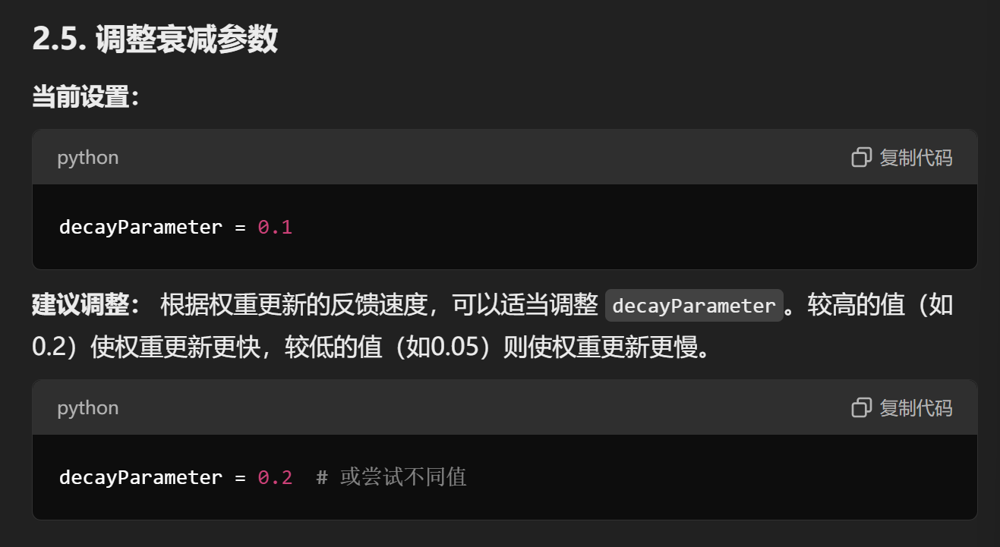 2.5. 调整衰减参数
当前设置：
python
复制代码
decayParameter = 0.1
建议调整： 根据权重更新的反馈速度，可以适当调整 decayParameter。较高的值（如
0.2）使权重更新更快，较低的值（如0.05）则使权重更新更慢。
python
复制代码
decayParameter = 0.2  # 或尝试不同值